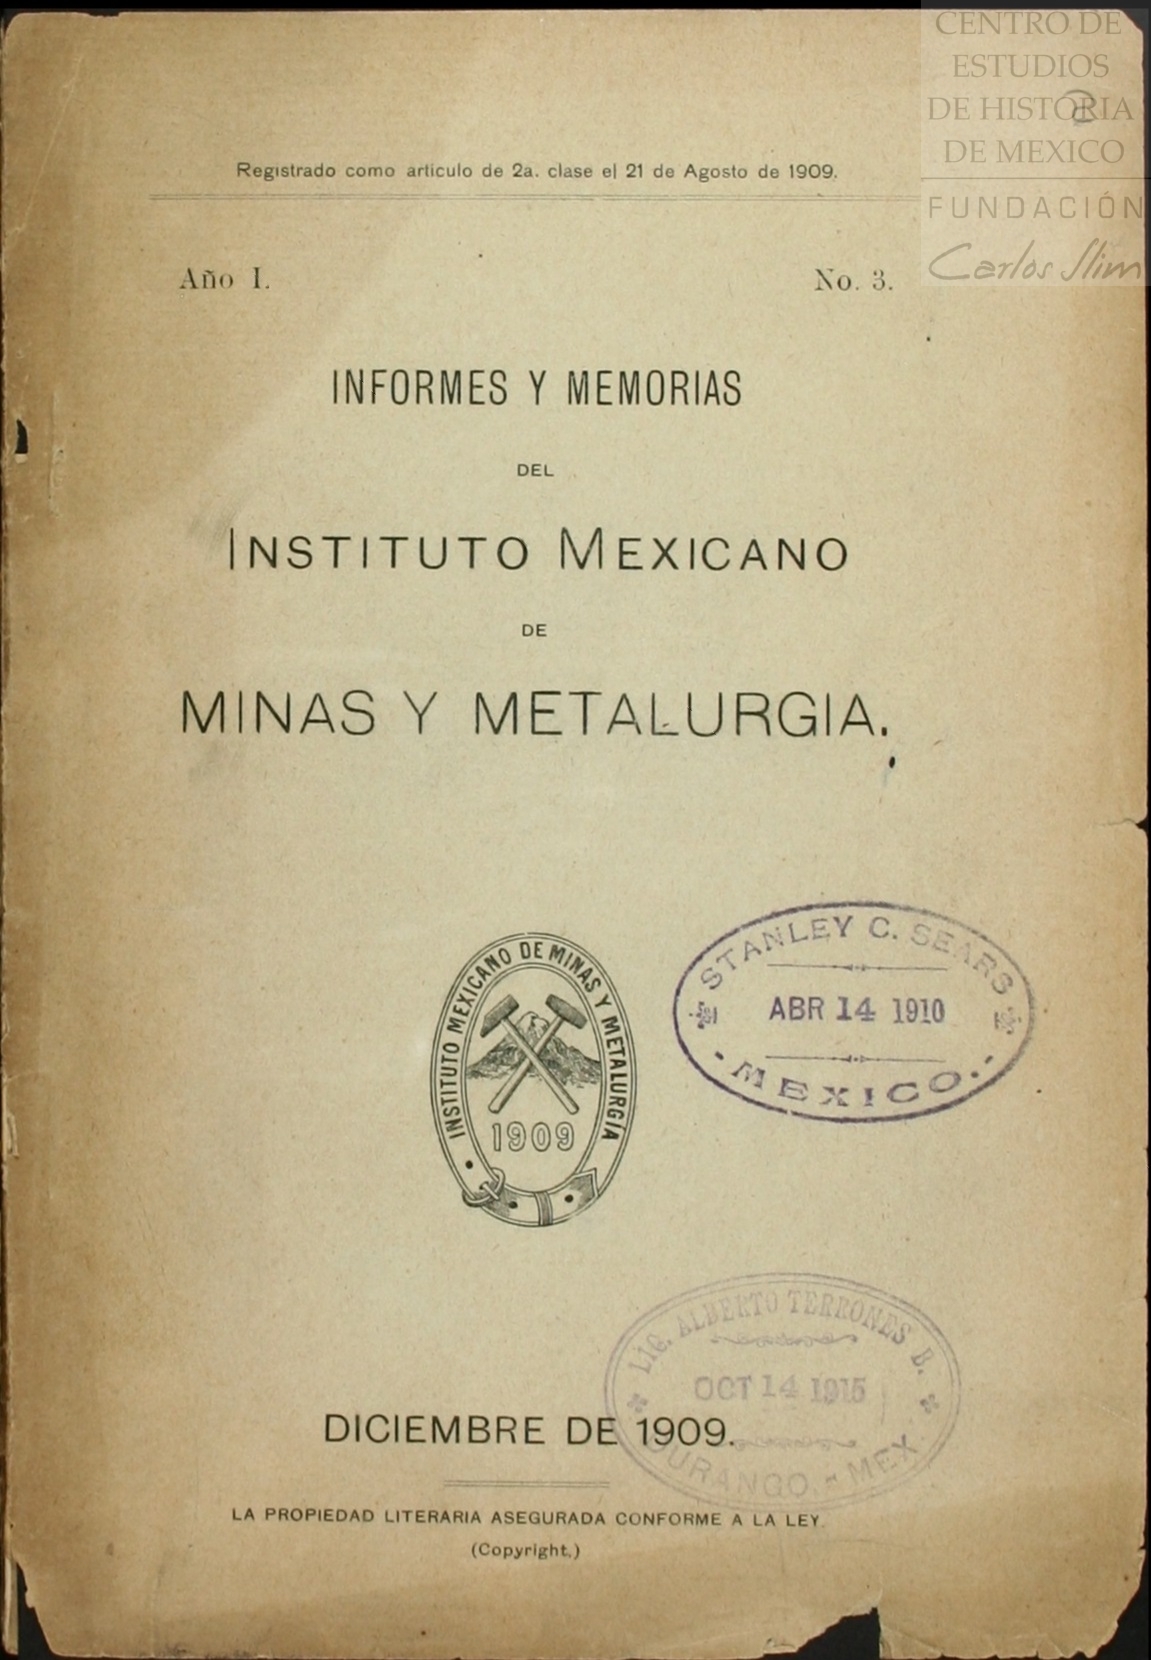 CENTRO DE
ESTUDIOS
DE HISTORIA
DE MEXICO
FUNDACIÓN
Carlos Slim
2
Registrado como articulo de 2a. clase el 21 de Agosto de 1909.
Año I.
No. 3.
INFORMES Y MEMORIAS
DEL
INSTITUTO MEXICANO
DE
MINAS Y METALURGIA.
INSTITUTO MEXICANO DE MINAS Y METALURGÍA
1909
STANLEY C. SEARS
ABR 14 1910
MEXICO.
LIC. ALBERTO TERRONES B.
OCT 14 1915
DURANGO. - MEX
DICIEMBRE DE 1909.
LA PROPIEDAD LITERARIA ASEGURADA CONFORME A LA LEY.
(Copyright.)